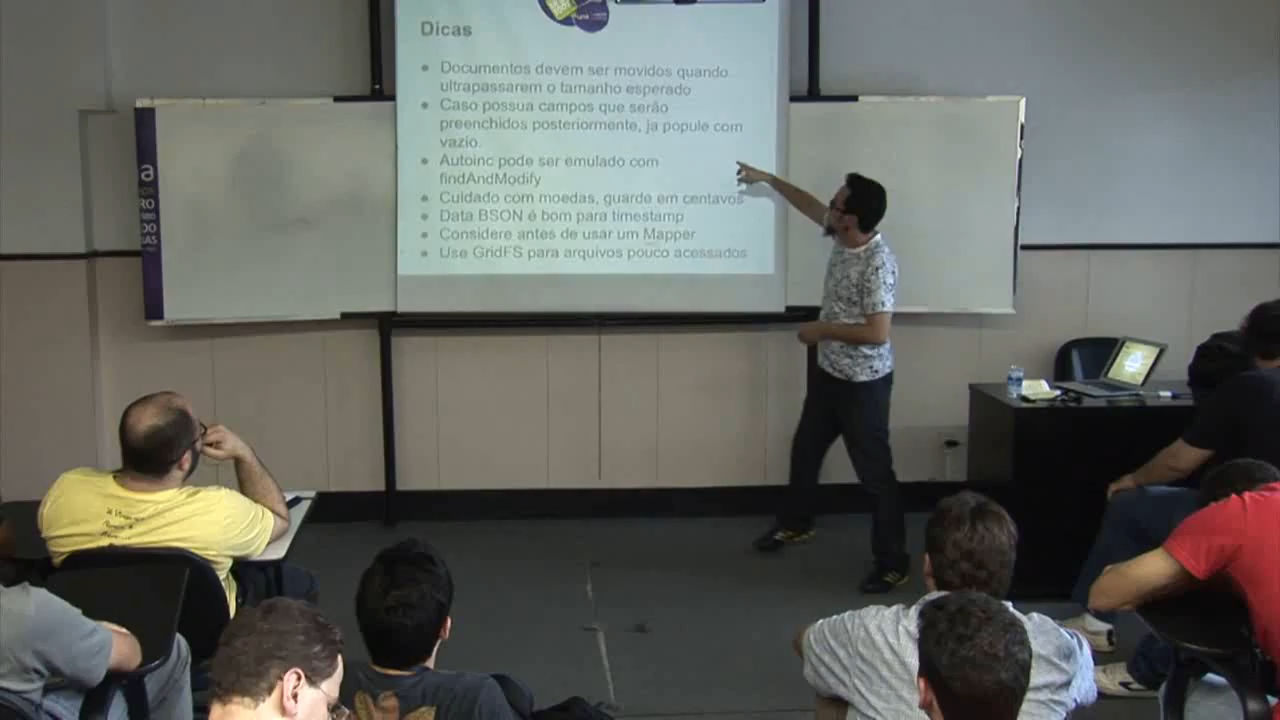 Dicas
Documentos devem ser movidos quando
ultrapassarem o tamanho esperado
Caso possua campos que serão
preenchidos posteriormente, ja popule com
vazio.
Autoinc pode ser emulado com
findAndModify
Cuidado com moedas, guarde em centavos
Data BSON é bom para timestamp
Considere antes de usar um Mapper
Use GridFS para arquivos pouco acessados